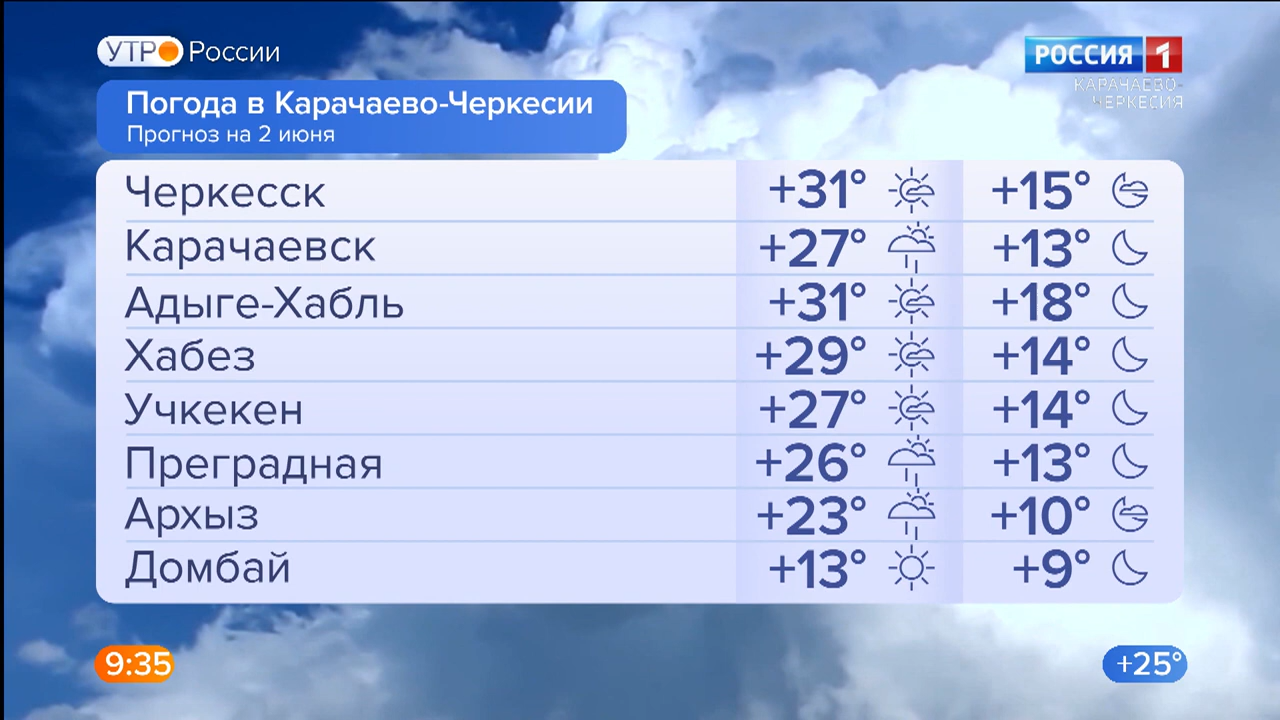 УТРО России
РОССИЯ 1
КАРАЧАЕВО-
ЧЕРКЕСИЯ
Погода в Карачаево-Черкесии
Прогноз на 2 июня
Черкесск +31° +15°
Карачаевск +27° +13°
Адыге-Хабль +31° +18°
Хабез +29° +14°
Учкекен +27° +14°
Преградная +26° +13°
Архыз +23° +10°
Домбай +13° +9°
9:35 +25°